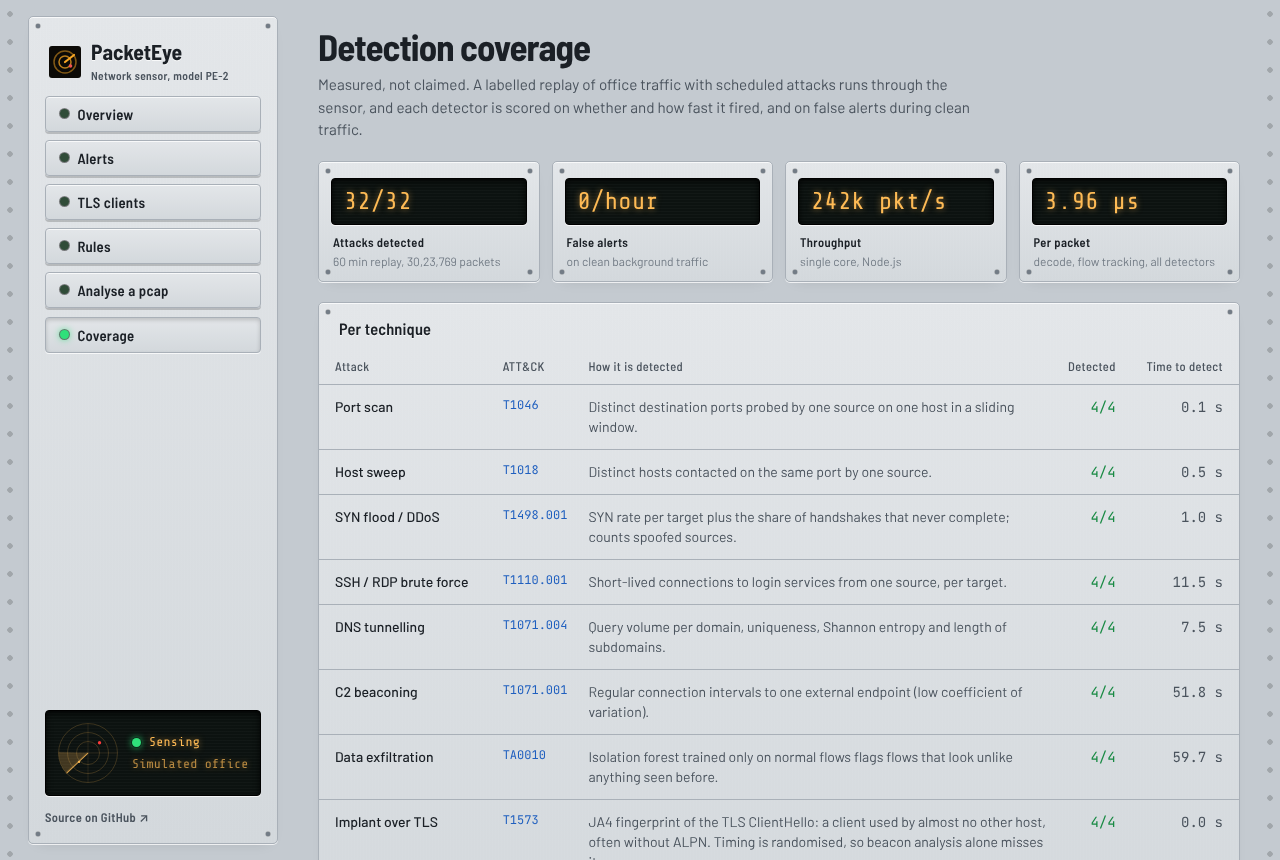 PacketEye
Network sensor, model PE-2
Overview
Alerts
TLS clients
Rules
Analyse a pcap
Coverage
Sensing
Simulated office
Source on GitHub ↗
Detection coverage
Measured, not claimed. A labelled replay of office traffic with scheduled attacks runs through the
sensor, and each detector is scored on whether and how fast it fired, and on false alerts during clean
traffic.
32/32
Attacks detected
60 min replay, 30,23,769 packets
0/hour
False alerts
on clean background traffic
242k pkt/s
Throughput
single core, Node.js
3.96 µs
Per packet
decode, flow tracking, all detectors
Per technique
Attack ATT&CK How it is detected Detected Time to detect
Port scan T1046 Distinct destination ports probed by one source on one host in a sliding 4/4 0.1 s
window.
Host sweep T1018 Distinct hosts contacted on the same port by one source. 4/4 0.5 s
SYN flood / DDoS T1498.001 SYN rate per target plus the share of handshakes that never complete; 4/4 1.0 s
counts spoofed sources.
SSH / RDP brute force T1110.001 Short-lived connections to login services from one source, per target. 4/4 11.5 s
DNS tunnelling T1071.004 Query volume per domain, uniqueness, Shannon entropy and length of 4/4 7.5 s
subdomains.
C2 beaconing T1071.001 Regular connection intervals to one external endpoint (low coefficient of 4/4 51.8 s
variation).
Data exfiltration TA0010 Isolation forest trained only on normal flows flags flows that look unlike 4/4 59.7 s
anything seen before.
Implant over TLS T1573 JA4 fingerprint of the TLS ClientHello: a client used by almost no other host, 4/4 0.0 s
often without ALPN. Timing is randomised, so beacon analysis alone misses